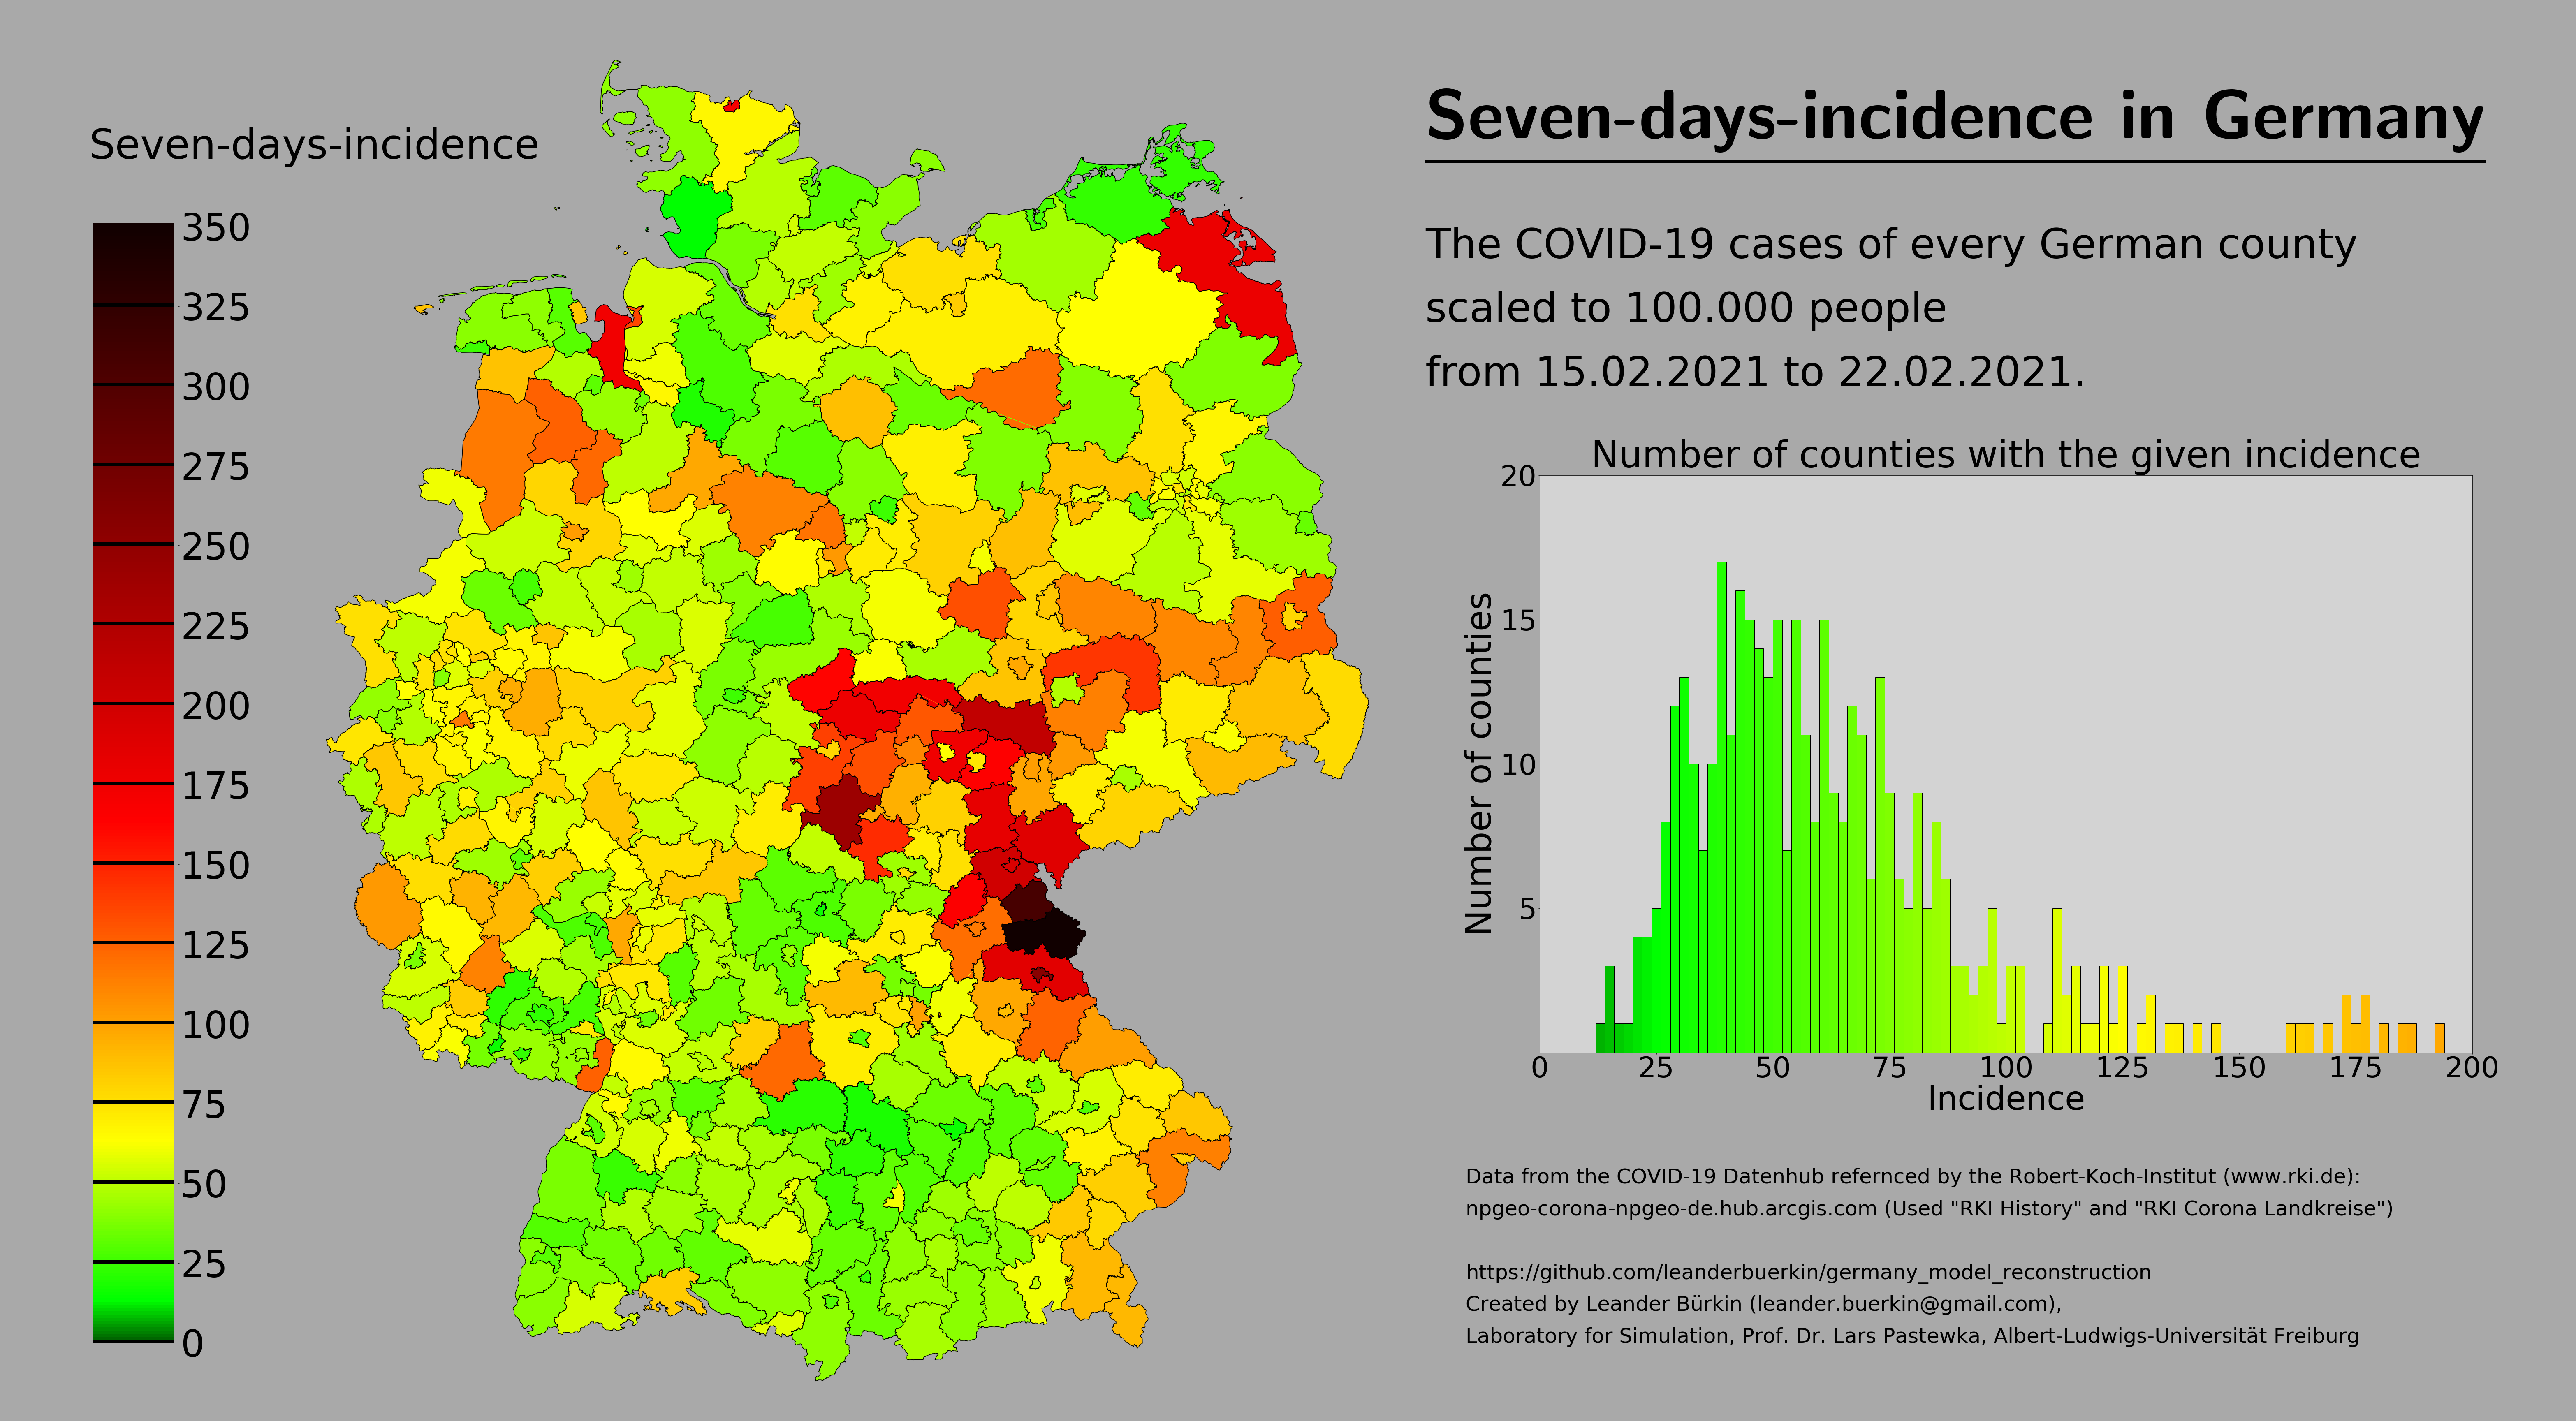 Seven-days-incidence
350
325
300
275
250
225
200
175
150
125
100
75
50
25
0
Seven-days-incidence in Germany
The COVID-19 cases of every German county
scaled to 100.000 people
from 15.02.2021 to 22.02.2021.
Number of counties with the given incidence
Number of counties
20
15
10
5
0 25 50 75 100 125 150 175 200
Incidence
Data from the COVID-19 Datenhub refernced by the Robert-Koch-Institut (www.rki.de):
npgeo-corona-npgeo-de.hub.arcgis.com (Used "RKI History" and "RKI Corona Landkreise")
https://github.com/leanderbuerkin/germany_model_reconstruction
Created by Leander Bürkin (leander.buerkin@gmail.com),
Laboratory for Simulation, Prof. Dr. Lars Pastewka, Albert-Ludwigs-Universität Freiburg